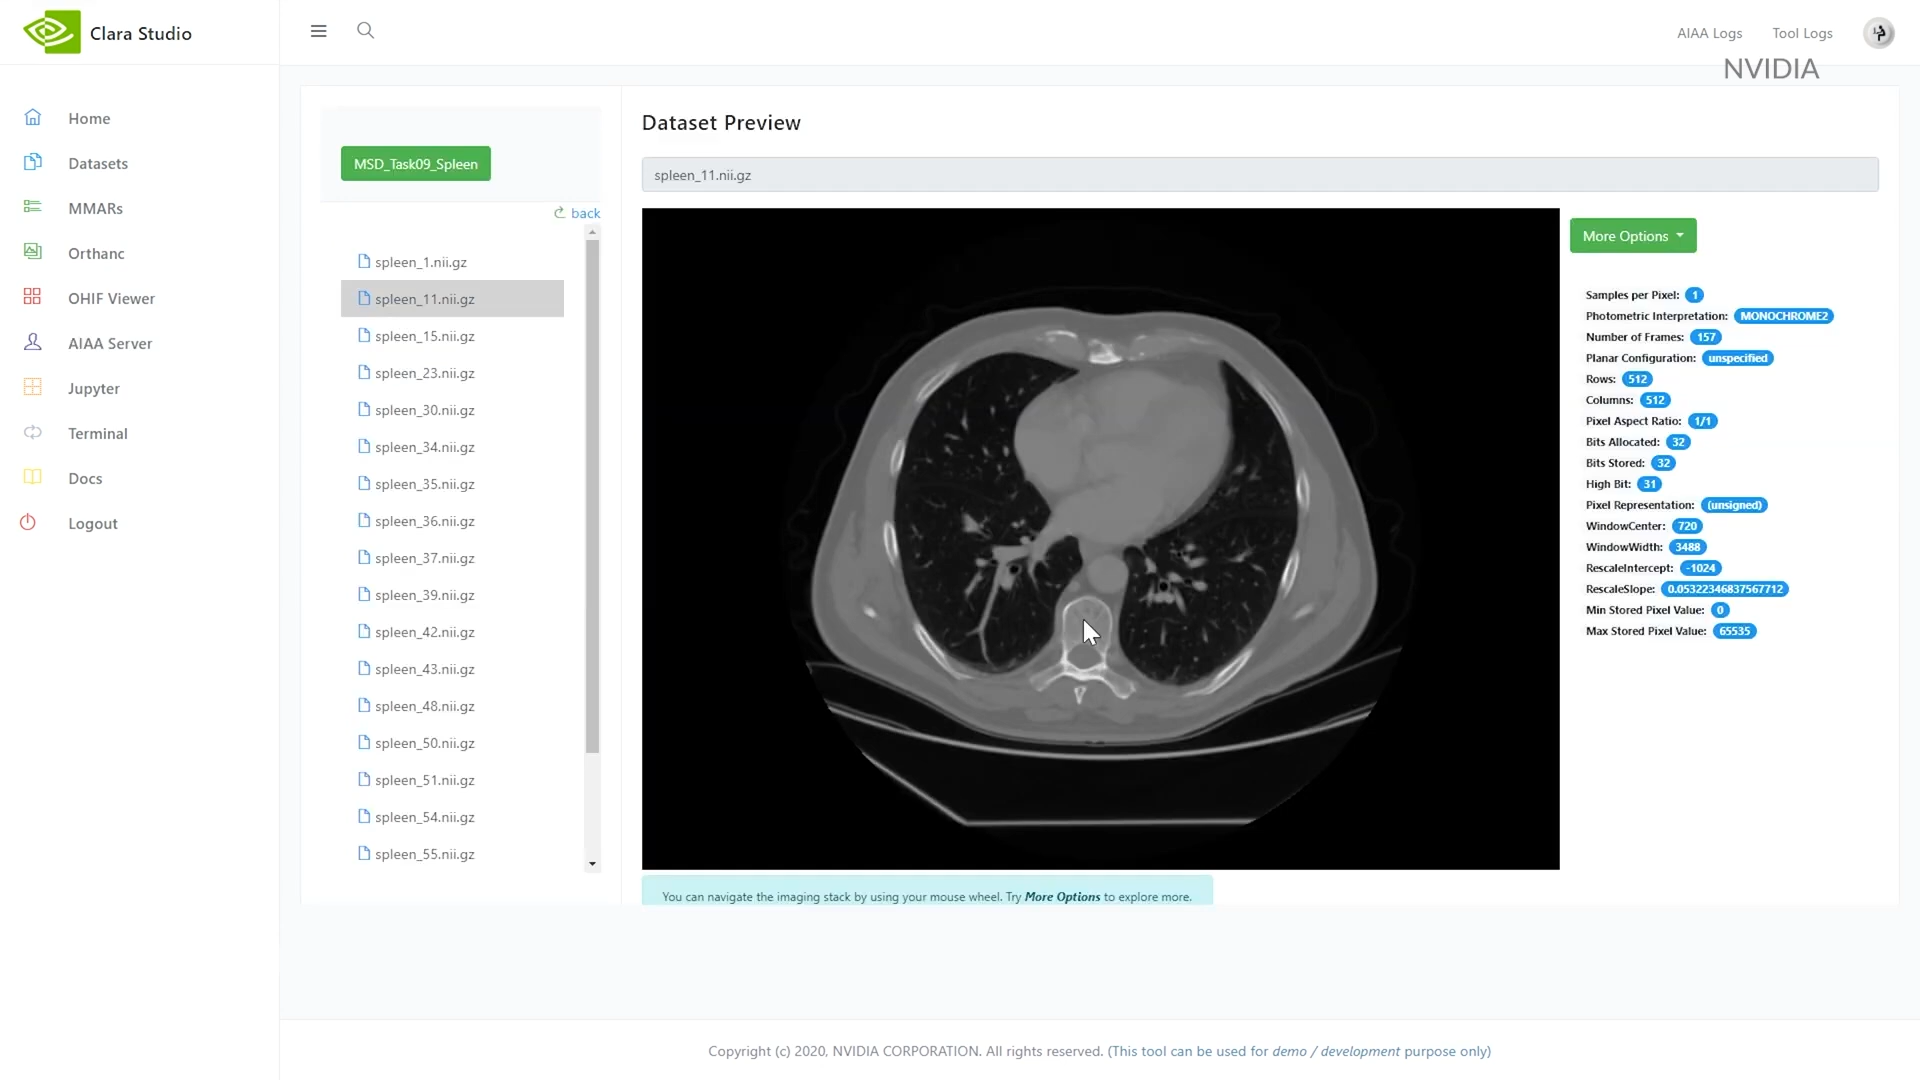 Clara Studio
AIAA Logs
Tool Logs
NVIDIA
Home
Datasets
MMARs
Orthanc
OHIF Viewer
AIAA Server
Jupyter
Terminal
Docs
Logout
MSD_Task09_Spleen
back
spleen_1.nii.gz
spleen_11.nii.gz
spleen_15.nii.gz
spleen_23.nii.gz
spleen_30.nii.gz
spleen_34.nii.gz
spleen_35.nii.gz
spleen_36.nii.gz
spleen_37.nii.gz
spleen_39.nii.gz
spleen_42.nii.gz
spleen_43.nii.gz
spleen_48.nii.gz
spleen_50.nii.gz
spleen_51.nii.gz
spleen_54.nii.gz
spleen_55.nii.gz
Dataset Preview
spleen_11.nii.gz
More Options
Samples per Pixel: 1
Photometric Interpretation: MONOCHROME2
Number of Frames: 157
Planar Configuration: unspecified
Rows: 512
Columns: 512
Pixel Aspect Ratio: 1/1
Bits Allocated: 32
Bits Stored: 32
High Bit: 31
Pixel Representation: (unsigned)
WindowCenter: 720
WindowWidth: 3488
RescaleIntercept: -1024
RescaleSlope: 0.05322346837567712
Min Stored Pixel Value: 0
Max Stored Pixel Value: 65535
You can navigate the imaging stack by using your mouse wheel. Try More Options to explore more.
Copyright (c) 2020, NVIDIA CORPORATION. All rights reserved. (This tool can be used for demo / development purpose only)